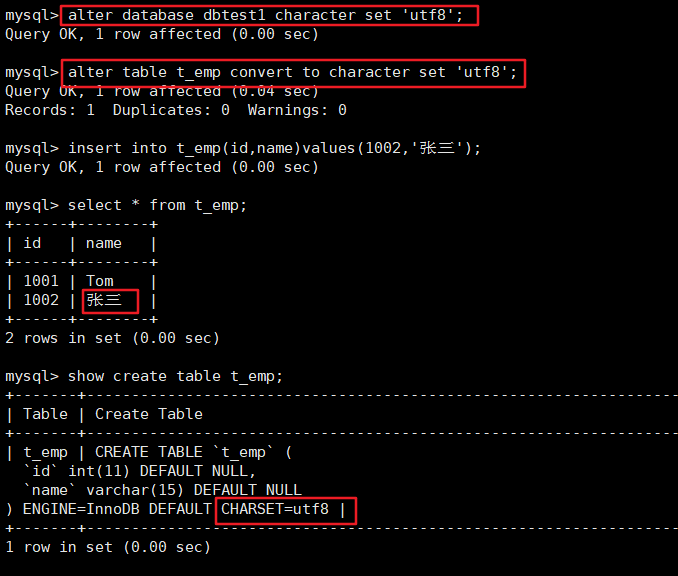 mysql> alter database dbtest1 character set 'utf8';
Query OK, 1 row affected (0.00 sec)
mysql> alter table t_emp convert to character set 'utf8';
Query OK, 1 row affected (0.04 sec)
Records: 1  Duplicates: 0  Warnings: 0
mysql> insert into t_emp(id,name)values(1002,'张三');
Query OK, 1 row affected (0.00 sec)
mysql> select * from t_emp;
+------+--------+
| id   | name   |
+------+--------+
| 1001 | Tom    |
| 1002 | 张三   |
+------+--------+
2 rows in set (0.00 sec)
mysql> show create table t_emp;
+-------+--------------------------------------------------------------------
| Table | Create Table
+-------+--------------------------------------------------------------------
| t_emp | CREATE TABLE `t_emp` (
  `id` int(11) DEFAULT NULL,
  `name` varchar(15) DEFAULT NULL
) ENGINE=InnoDB DEFAULT CHARSET=utf8 |
+-------+--------------------------------------------------------------------
1 row in set (0.00 sec)